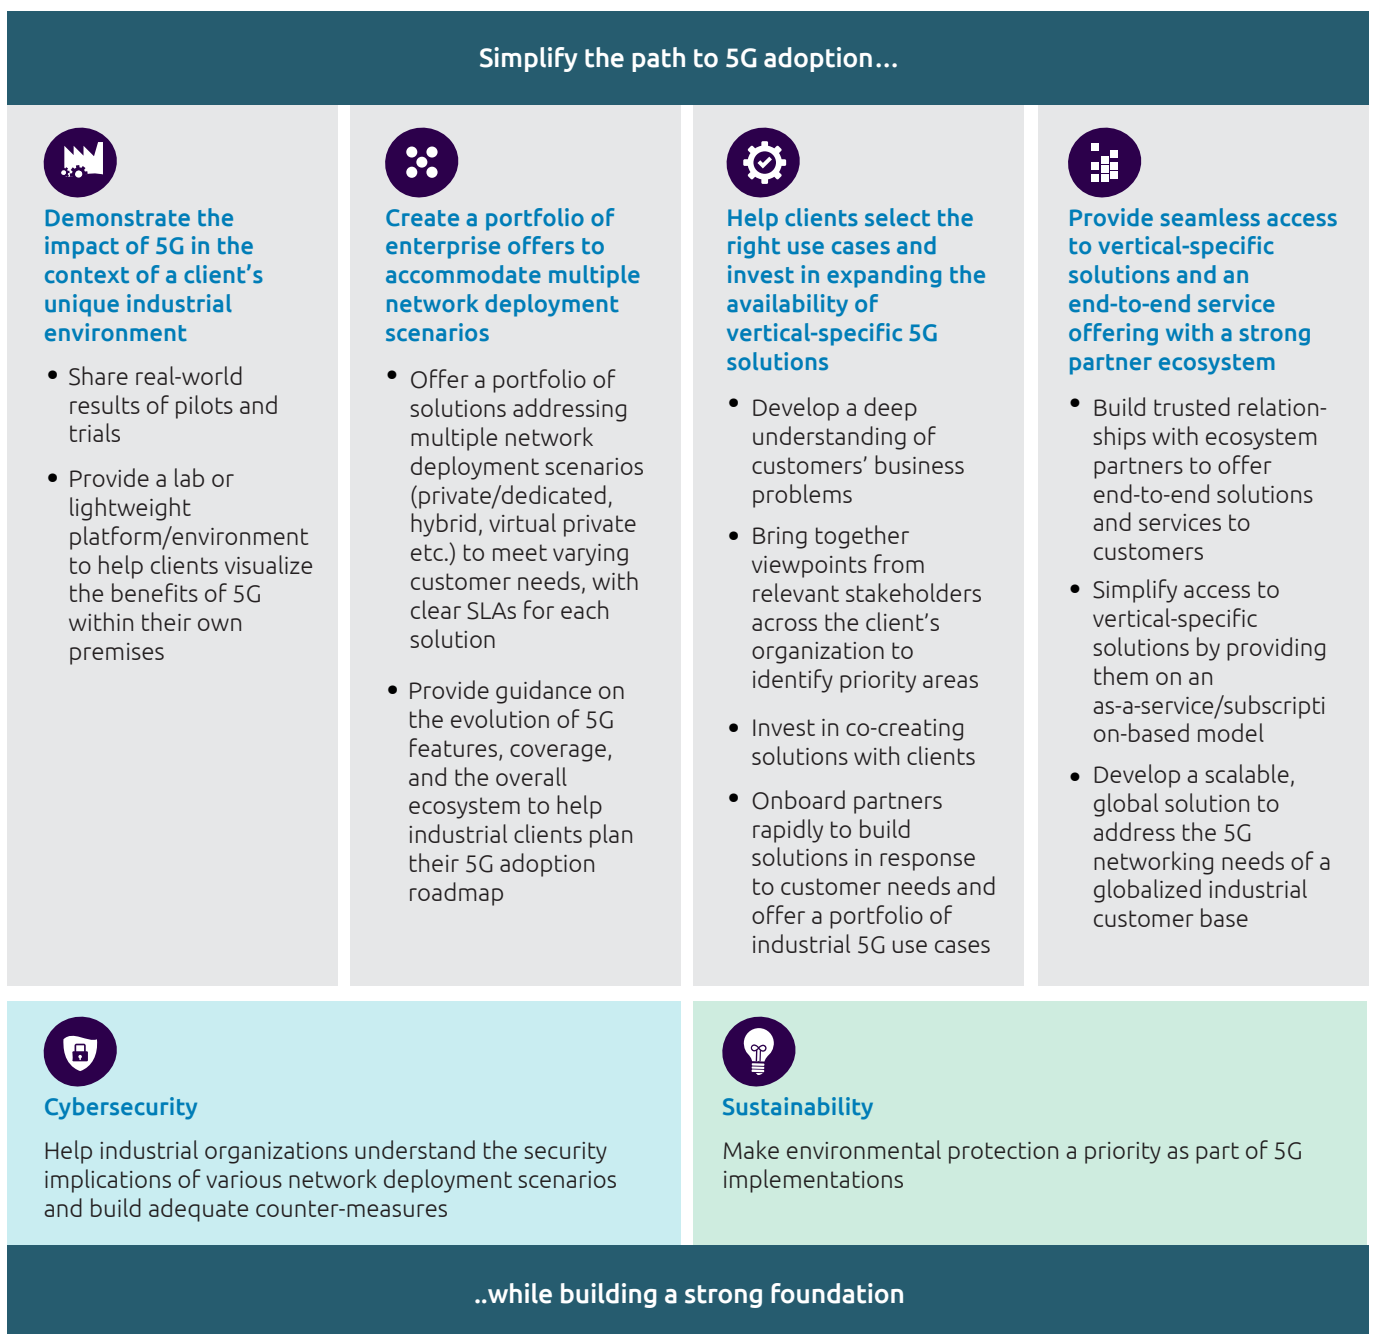 Simplify the path to 5G adoption...
Demonstrate the
impact of 5G in the
context of a client's
unique industrial
environment
• Share real-world
results of pilots and
trials
• Provide a lab or
lightweight
platform/environment
to help clients visualize
the benefits of 5G
within their own
premises
Create a portfolio of
enterprise offers to
accommodate multiple
network deployment
scenarios
• Offer a portfolio of
solutions addressing
multiple network
deployment scenarios
(private/dedicated,
hybrid, virtual private
etc.) to meet varying
customer needs, with
clear SLAs for each
solution
• Provide guidance on
the evolution of 5G
features, coverage,
and the overall
ecosystem to help
industrial clients plan
their 5G adoption
roadmap
Help clients select the
right use cases and
invest in expanding the
availability of
vertical-specific 5G
solutions
• Develop a deep
understanding of
customers' business
problems
• Bring together
viewpoints from
relevant stakeholders
across the client's
organization to
identify priority areas
• Invest in co-creating
solutions with clients
• Onboard partners
rapidly to build
solutions in response
to customer needs and
offer a portfolio of
industrial 5G use cases
Provide seamless access
to vertical-specific
solutions and an
end-to-end service
offering with a strong
partner ecosystem
• Build trusted relation-
ships with ecosystem
partners to offer
end-to-end solutions
and services to
customers
• Simplify access to
vertical-specific
solutions by providing
them on an
as-a-service/subscripti
on-based model
• Develop a scalable,
global solution to
address the 5G
networking needs of a
globalized industrial
customer base
Cybersecurity
Help industrial organizations understand the security
implications of various network deployment scenarios
and build adequate counter-measures
Sustainability
Make environmental protection a priority as part of 5G
implementations
..while building a strong foundation